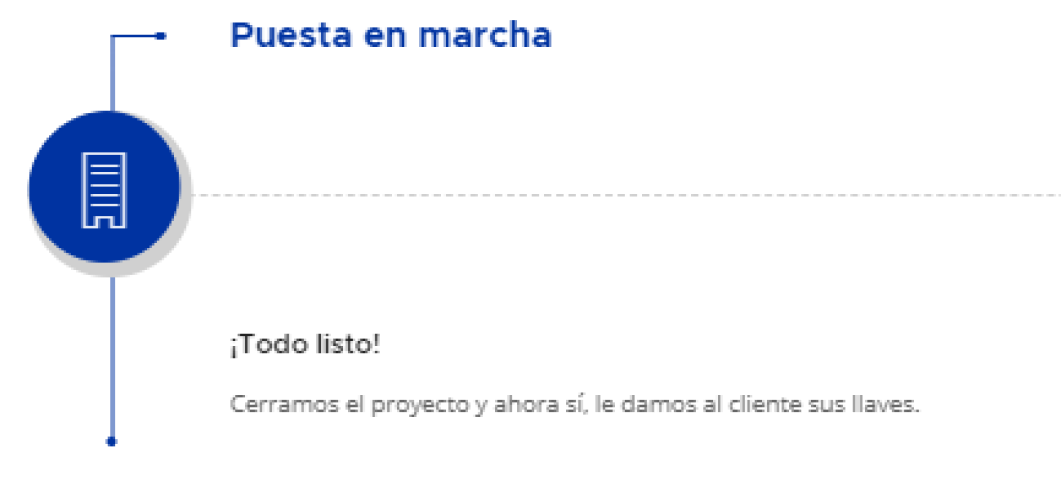 Puesta en marcha
¡Todo listo!
Cerramos el proyecto y ahora sí, le damos al cliente sus llaves.